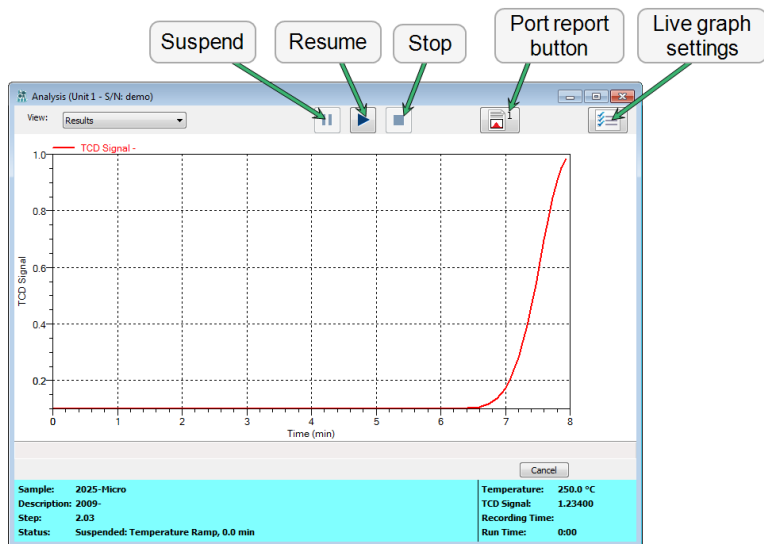 Suspend
Resume
Stop
Port report
button
Live graph
settings
Analysis (Unit 1 - S/N: demo)
View:
Results
1
TCD Signal -
1.0
0.8
0.6
0.4
0.2
TCD Signal
0 1 2 3 4 5 6 7 8
Time (min)
Cancel
Sample: 2025-Micro
Description: 2009-
Step: 2.03
Status: Suspended: Temperature Ramp, 0.0 min
Temperature: 250.0 °C
TCD Signal: 1.23400
Recording Time:
Run Time: 0:00